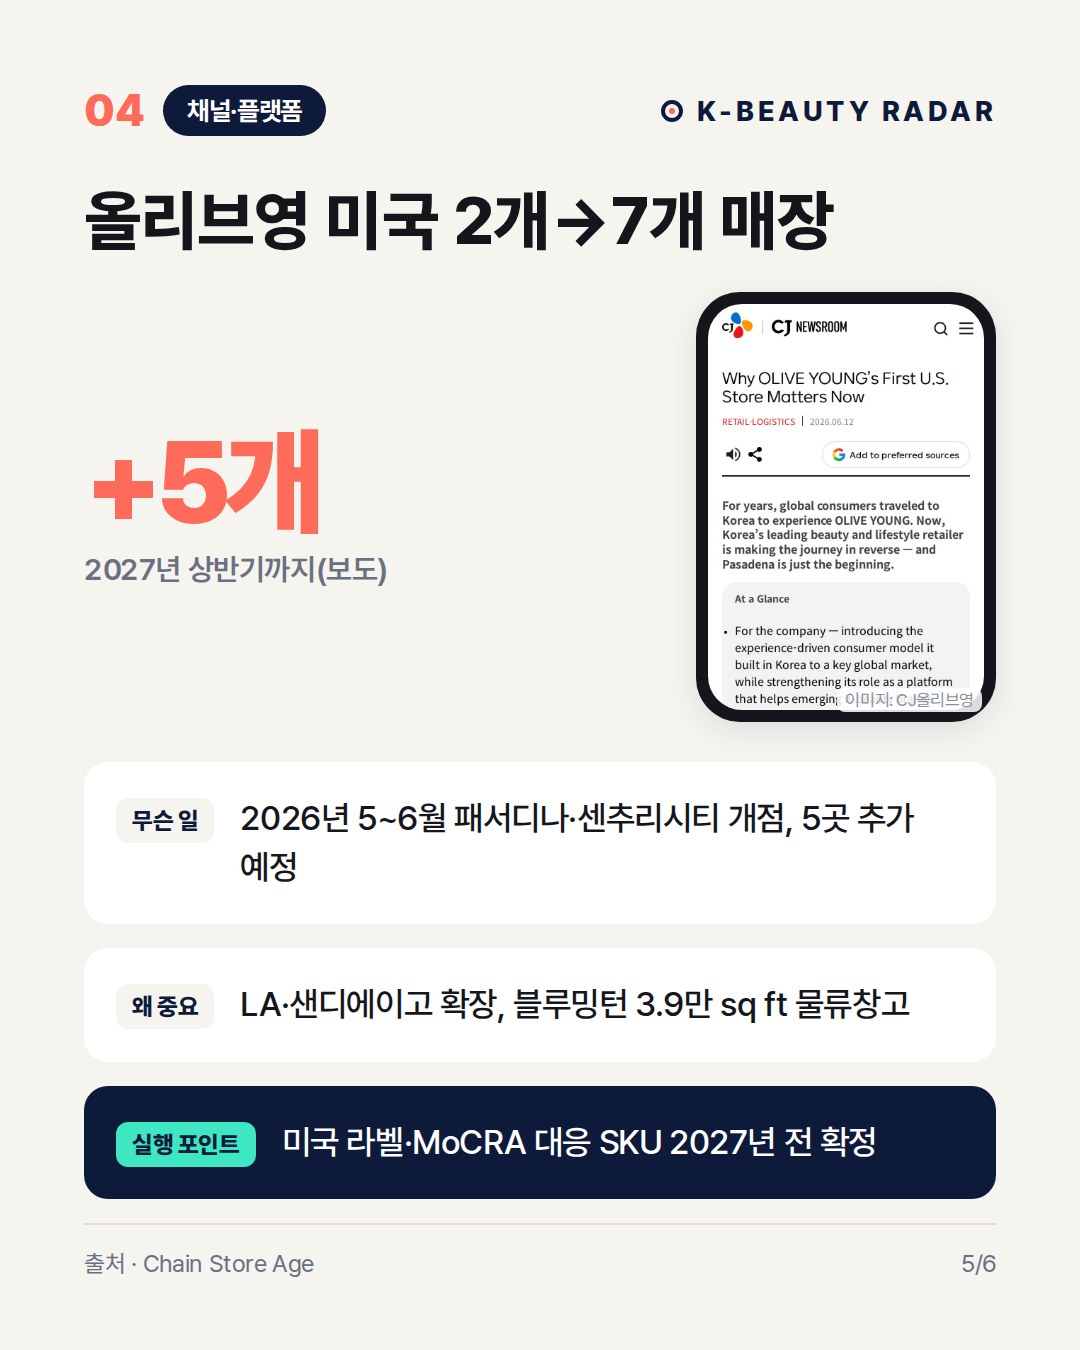 04 채널·플랫폼
K-BEAUTY RADAR
올리브영 미국 2개→7개 매장
+5개
2027년 상반기까지(보도)
CJ CJ NEWSROOM
Why OLIVE YOUNG's First U.S.
Store Matters Now
RETAIL·LOGISTICS | 2026.06.12
Add to preferred sources
For years, global consumers traveled to
Korea to experience OLIVE YOUNG. Now,
Korea's leading beauty and lifestyle retailer
is making the journey in reverse — and
Pasadena is just the beginning.
At a Glance
• For the company — introducing the
experience-driven consumer model it
built in Korea to a key global market,
while strengthening its role as a platform
that helps emerging
이미지: CJ올리브영
무슨 일
2026년 5~6월 패서디나·센추리시티 개점, 5곳 추가
예정
왜 중요
LA·샌디에이고 확장, 블루밍턴 3.9만 sq ft 물류창고
실행 포인트
미국 라벨·MoCRA 대응 SKU 2027년 전 확정
출처 · Chain Store Age
5/6